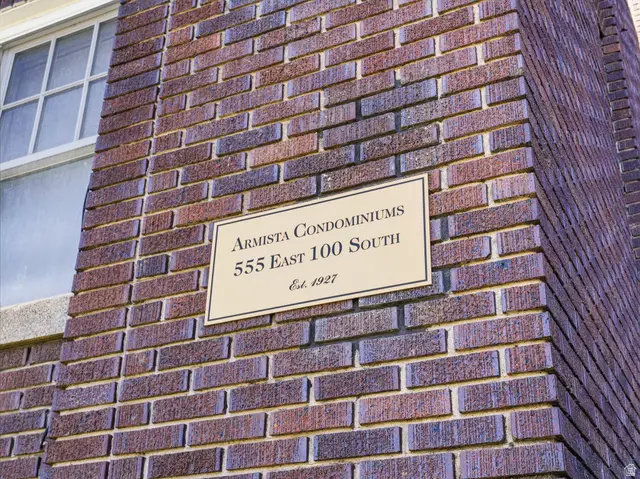 Armista Condominiums
555 East 100 South
Est. 1927